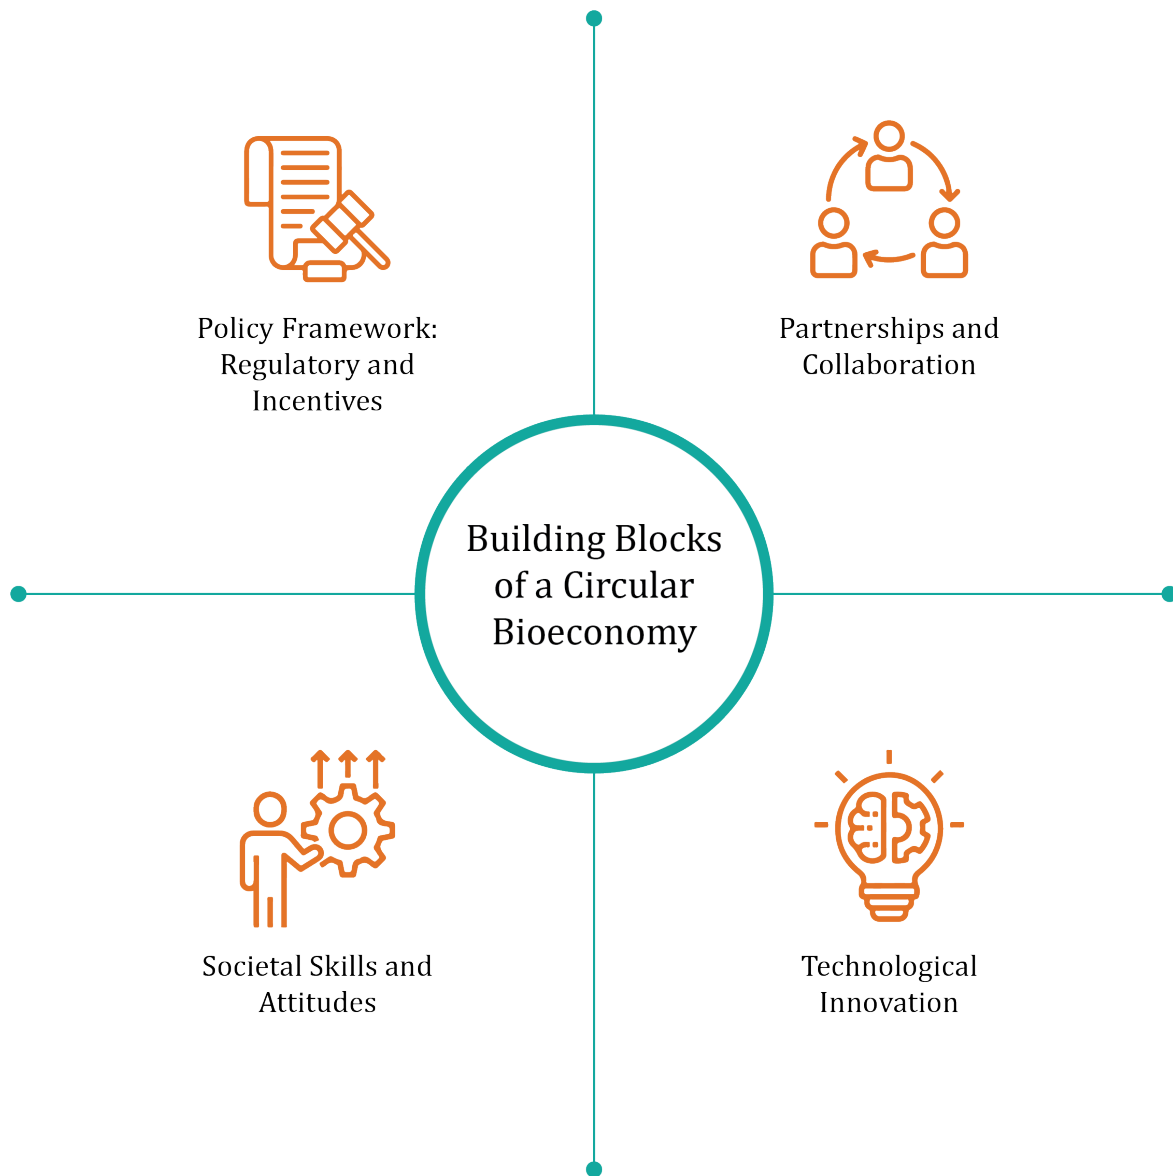 Policy Framework:
Regulatory and
Incentives
Partnerships and
Collaboration
Building Blocks
of a Circular
Bioeconomy
Societal Skills and
Attitudes
Technological
Innovation